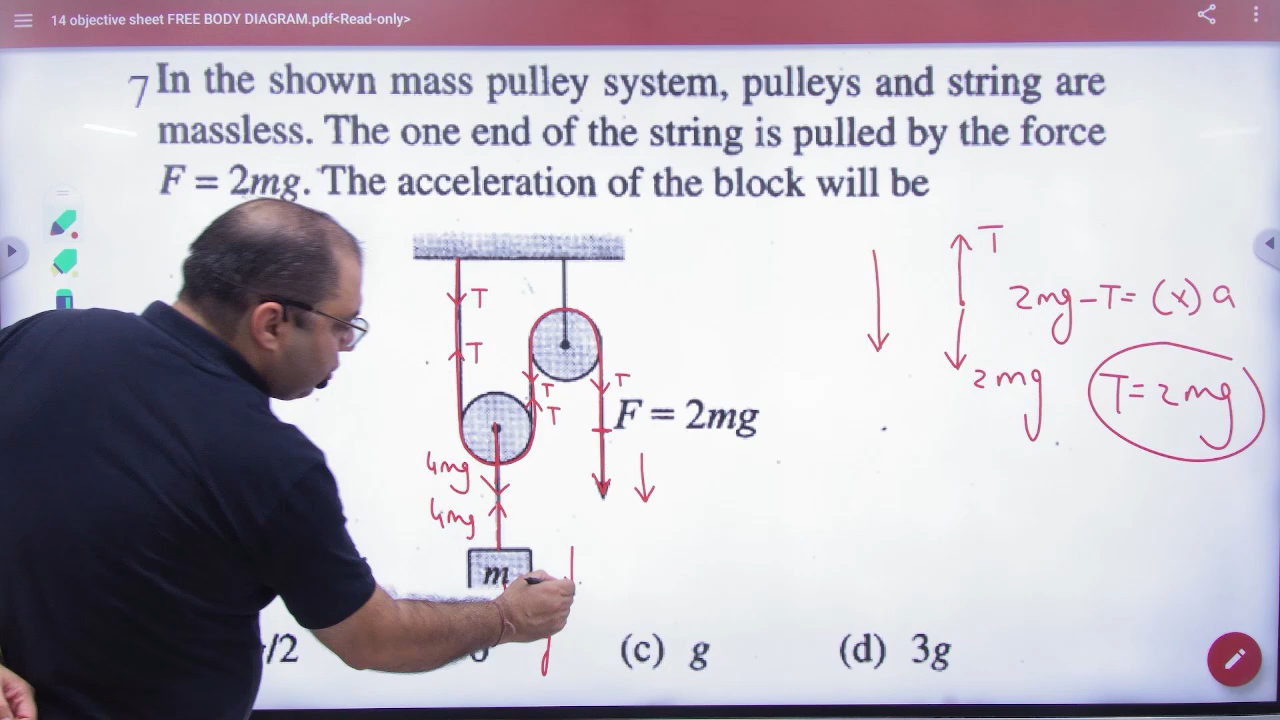 14 objective sheet FREE BODY DIAGRAM.pdf<Read-only>
7 In the shown mass pulley system, pulleys and string are
massless. The one end of the string is pulled by the force
F = 2mg. The acceleration of the block will be
T
T
T
T
T
F = 2mg
4mg
4mg
m
T
2mg - T = (x) a
2mg
T = 2mg
/2
(c) g
(d) 3g